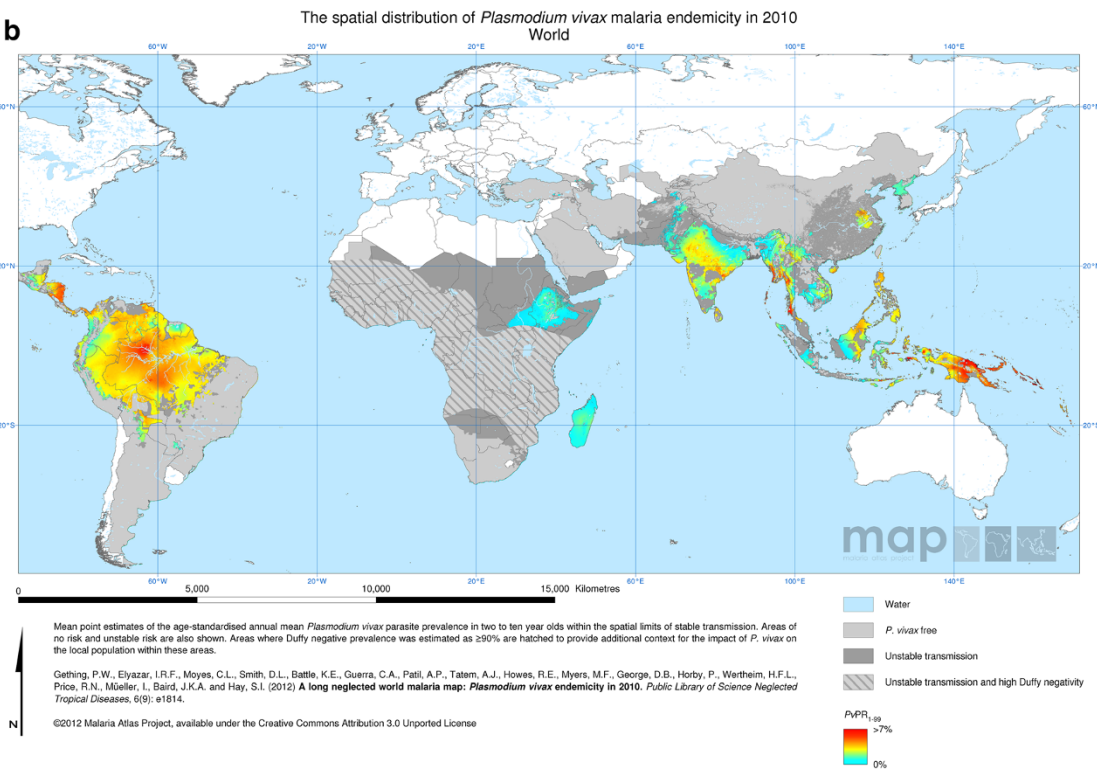 b
The spatial distribution of Plasmodium vivax malaria endemicity in 2010
World
60°W 20°W 20°E 60°E 100°E 140°E
60°N
20°N 20°N
20°S 20°S
map
malaria atlas project
60°W 20°W 20°E 60°E 100°E 140°E
0 5,000 10,000 15,000 Kilometres
Mean point estimates of the age-standardised annual mean Plasmodium vivax parasite prevalence in two to ten year olds within the spatial limits of stable transmission. Areas of
no risk and unstable risk are also shown. Areas where Duffy negative prevalence was estimated as ≥90% are hatched to provide additional context for the impact of P. vivax on
the local population within these areas.
Gething, P.W., Elyazar, I.R.F., Moyes, C.L., Smith, D.L., Battle, K.E., Guerra, C.A., Patil, A.P., Tatem, A.J., Howes, R.E., Myers, M.F., George, D.B., Horby, P., Wertheim, H.F.L.,
Price, R.N., Müeller, I., Baird, J.K.A. and Hay, S.I. (2012) A long neglected world malaria map: Plasmodium vivax endemicity in 2010. Public Library of Science Neglected
Tropical Diseases, 6(9): e1814.
©2012 Malaria Atlas Project, available under the Creative Commons Attribution 3.0 Unported License
N
Water
P. vivax free
Unstable transmission
Unstable transmission and high Duffy negativity
PvPR1-99
>7%
0%